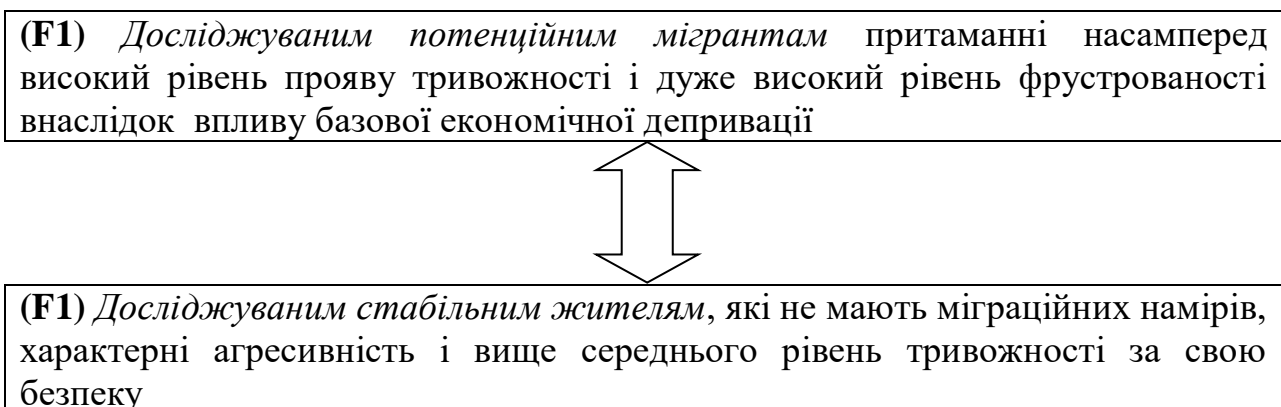 (F1) Досліджуваним потенційним мігрантам притаманні насамперед
високий рівень прояву тривожності і дуже високий рівень фрустрованості
внаслідок впливу базової економічної депривації
(F1) Досліджуваним стабільним жителям, які не мають міграційних намірів,
характерні агресивність і вище середнього рівень тривожності за свою
безпеку